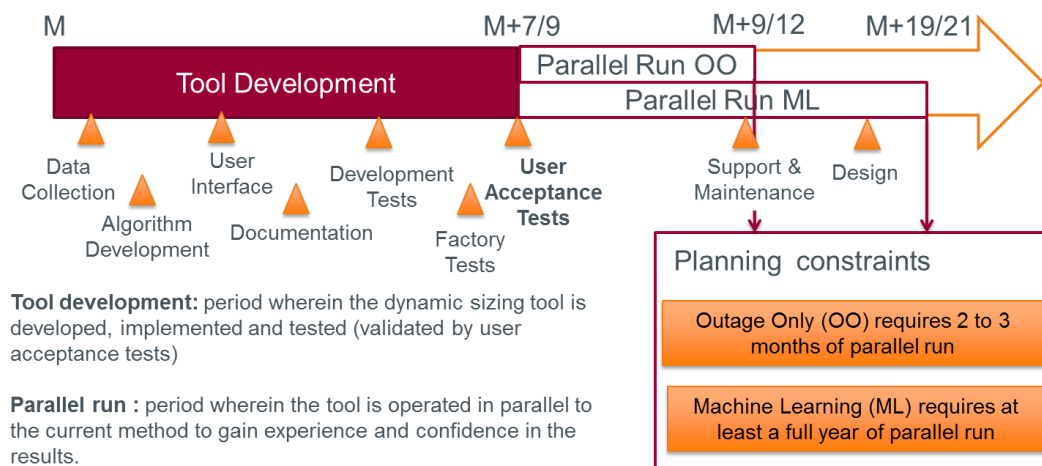 M
M+7/9
M+9/12
M+19/21
Tool Development
Parallel Run OO
Parallel Run ML
Data
Collection
Algorithm
Development
User
Interface
Documentation
Development
Tests
Factory
Tests
User
Acceptance
Tests
Support &
Maintenance
Design
Tool development: period wherein the dynamic sizing tool is
developed, implemented and tested (validated by user
acceptance tests)
Parallel run : period wherein the tool is operated in parallel to
the current method to gain experience and confidence in the
results.
Planning constraints
Outage Only (OO) requires 2 to 3
months of parallel run
Machine Learning (ML) requires at
least a full year of parallel run